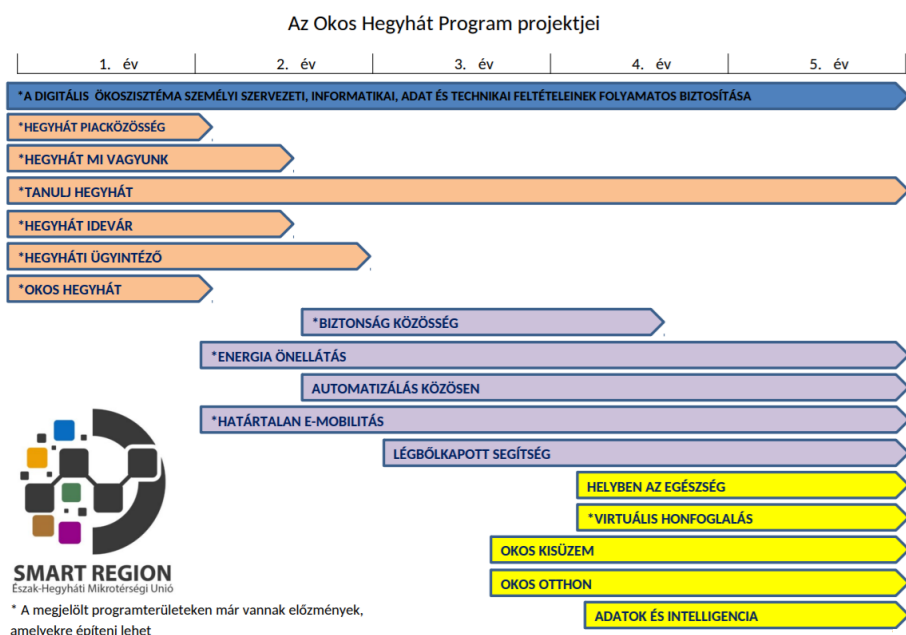 Az Okos Hegyhát Program projektjei
1. év 2. év 3. év 4. év 5. év
*A DIGITÁLIS ÖKOSZISZTÉMA SZEMÉLYI SZERVEZETI, INFORMATIKAI, ADAT ÉS TECHNIKAI FELTÉTELEINEK FOLYAMATOS BIZTOSÍTÁSA
*HEGYHÁT PIACKÖZÖSSÉG
*HEGYHÁT MI VAGYUNK
*TANULJ HEGYHÁT
*HEGYHÁT IDEVÁR
*HEGYHÁTI ÜGYINTÉZŐ
*OKOS HEGYHÁT
*BIZTONSÁG KÖZÖSSÉG
*ENERGIA ÖNELLÁTÁS
AUTOMATIZÁLÁS KÖZÖSEN
*HATÁRTALAN E-MOBILITÁS
LÉGBŐLKAPOTT SEGÍTSÉG
HELYBEN AZ EGÉSZSÉG
*VIRTUÁLIS HONFOGLALÁS
OKOS KISÜZEM
OKOS OTTHON
ADATOK ÉS INTELLIGENCIA
SMART REGION
Észak-Hegyháti Mikrotérségi Unió
* A megjelölt programterületeken már vannak előzmények,
amelyekre építeni lehet